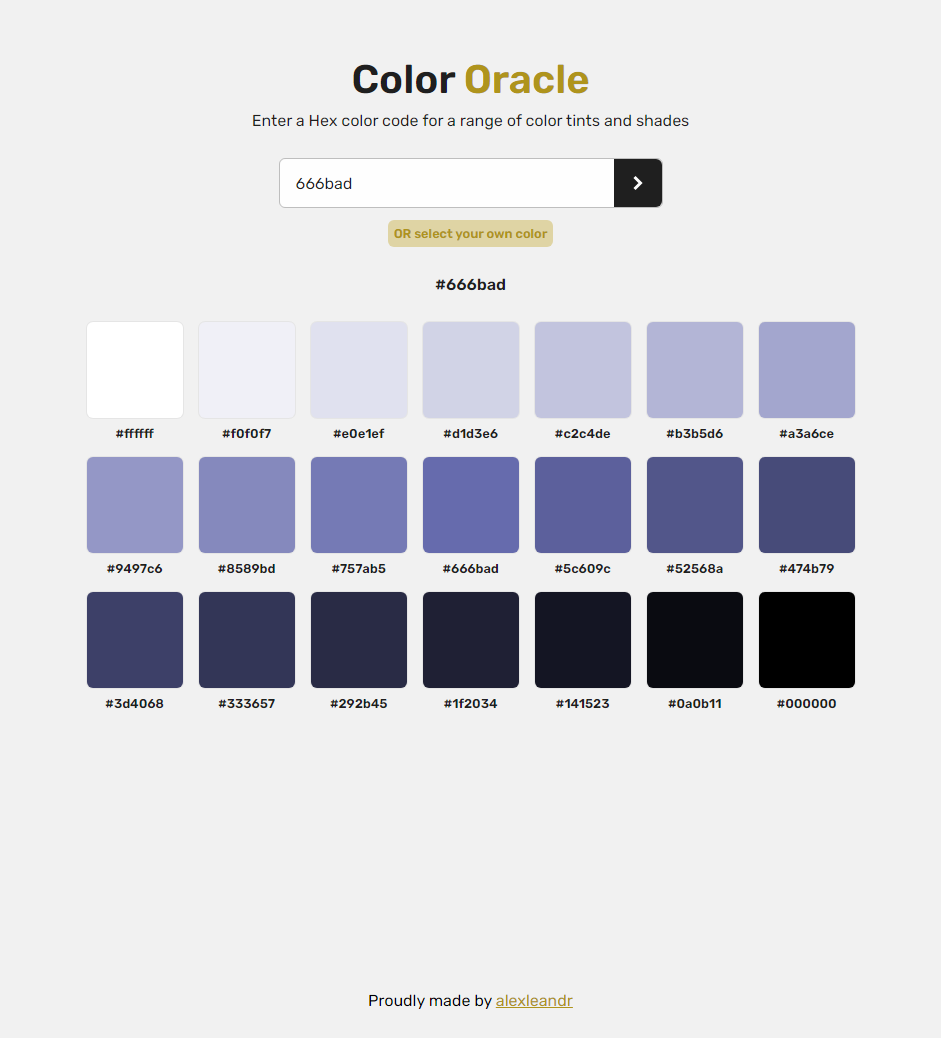 Color Oracle
Enter a Hex color code for a range of color tints and shades
666bad
OR select your own color
#666bad
#ffffff #f0f0f7 #e0e1ef #d1d3e6 #c2c4de #b3b5d6 #a3a6ce
#9497c6 #8589bd #757ab5 #666bad #5c609c #52568a #474b79
#3d4068 #333657 #292b45 #1f2034 #141523 #0a0b11 #000000
Proudly made by alexleandr